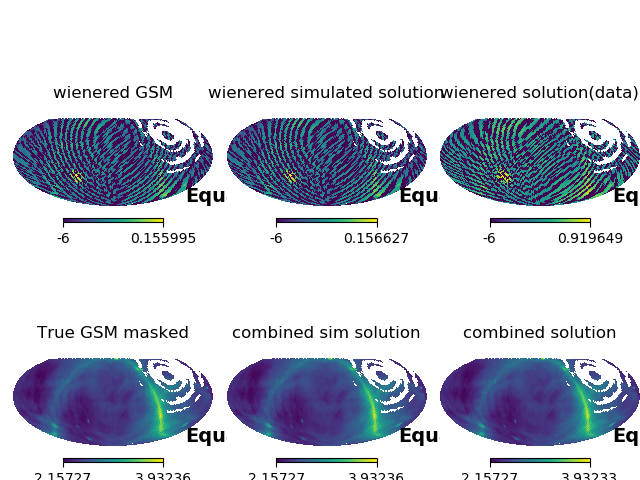 wienered GSM
wienered simulated solution
wienered solution(data)
Equ
Equ
Eq
-6 0.155995
-6 0.156627
-6 0.919649
True GSM masked
combined sim solution
combined solution
Equ
Equ
Eq
2.15727 3.93236
2.15727 3.93236
2.15727 3.93233